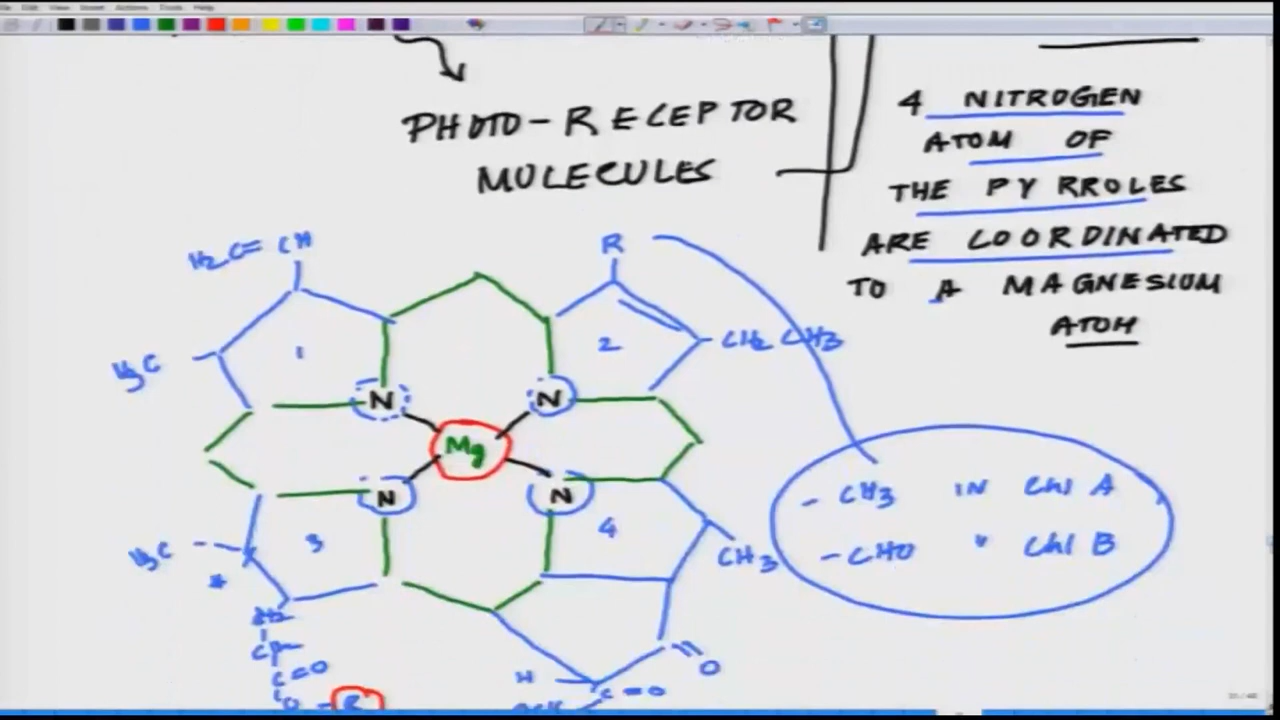 PHOTO-RECEPTOR
MOLECULES
4 NITROGEN
ATOM OF
THE PYRROLES
ARE COORDINATED
TO A MAGNESIUM
ATOM
H2C=CH
R
1
2
CH2CH3
H3C
N
N
Mg
N
N
3
4
H3C
*
CH3
- CH3 IN Chl A
- CHO " Chl B
CH2
C=O
O
H
C=O
O-R